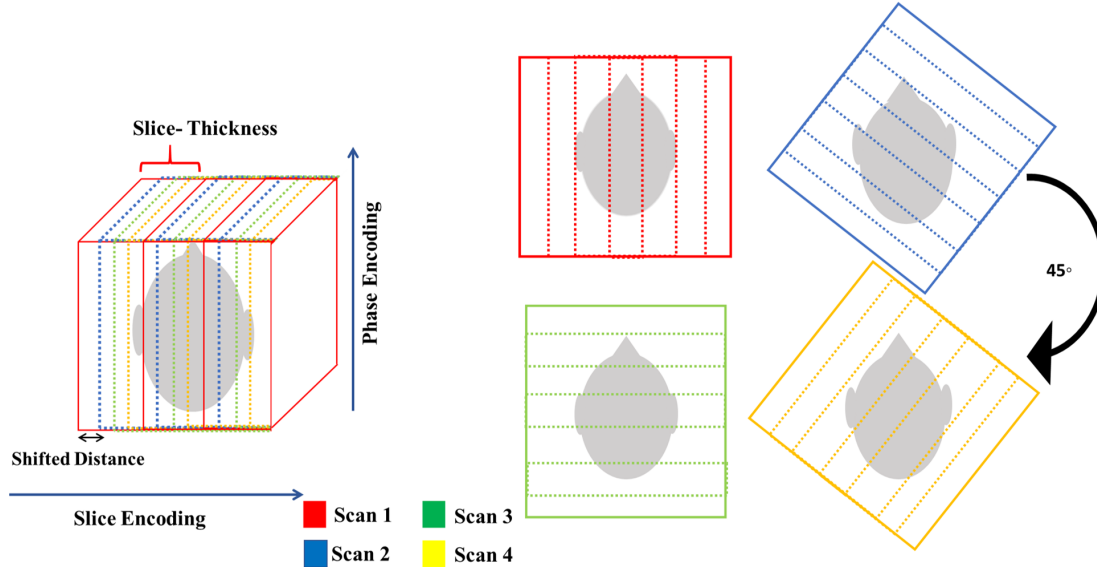 Slice- Thickness
Phase Encoding
Shifted Distance
Slice Encoding
Scan 1
Scan 2
Scan 3
Scan 4
45°